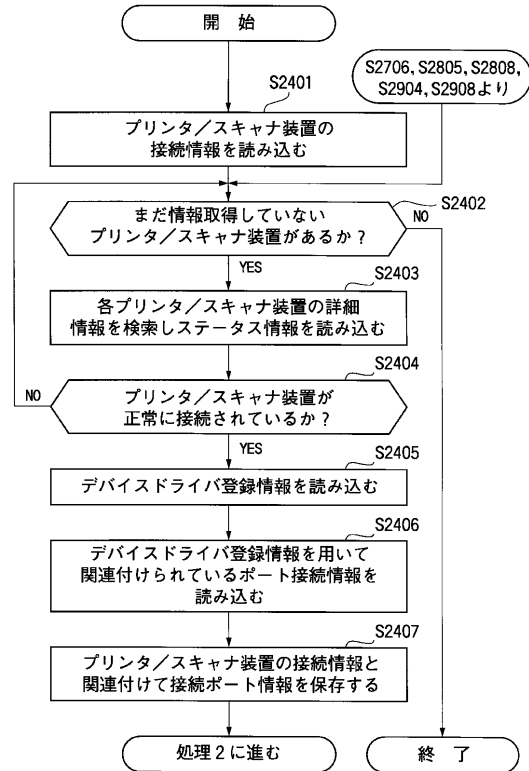 開　始
S2706, S2805, S2808,
S2904, S2908より
S2401
プリンタ／スキャナ装置の
接続情報を読み込む
S2402
まだ情報取得していない
プリンタ／スキャナ装置があるか？
NO
YES
S2403
各プリンタ／スキャナ装置の詳細
情報を検索しステータス情報を読み込む
S2404
NO
プリンタ／スキャナ装置が
正常に接続されているか？
YES
S2405
デバイスドライバ登録情報を読み込む
S2406
デバイスドライバ登録情報を用いて
関連付けられているポート接続情報を
読み込む
S2407
プリンタ／スキャナ装置の接続情報と
関連付けて接続ポート情報を保存する
処理2に進む
終　了